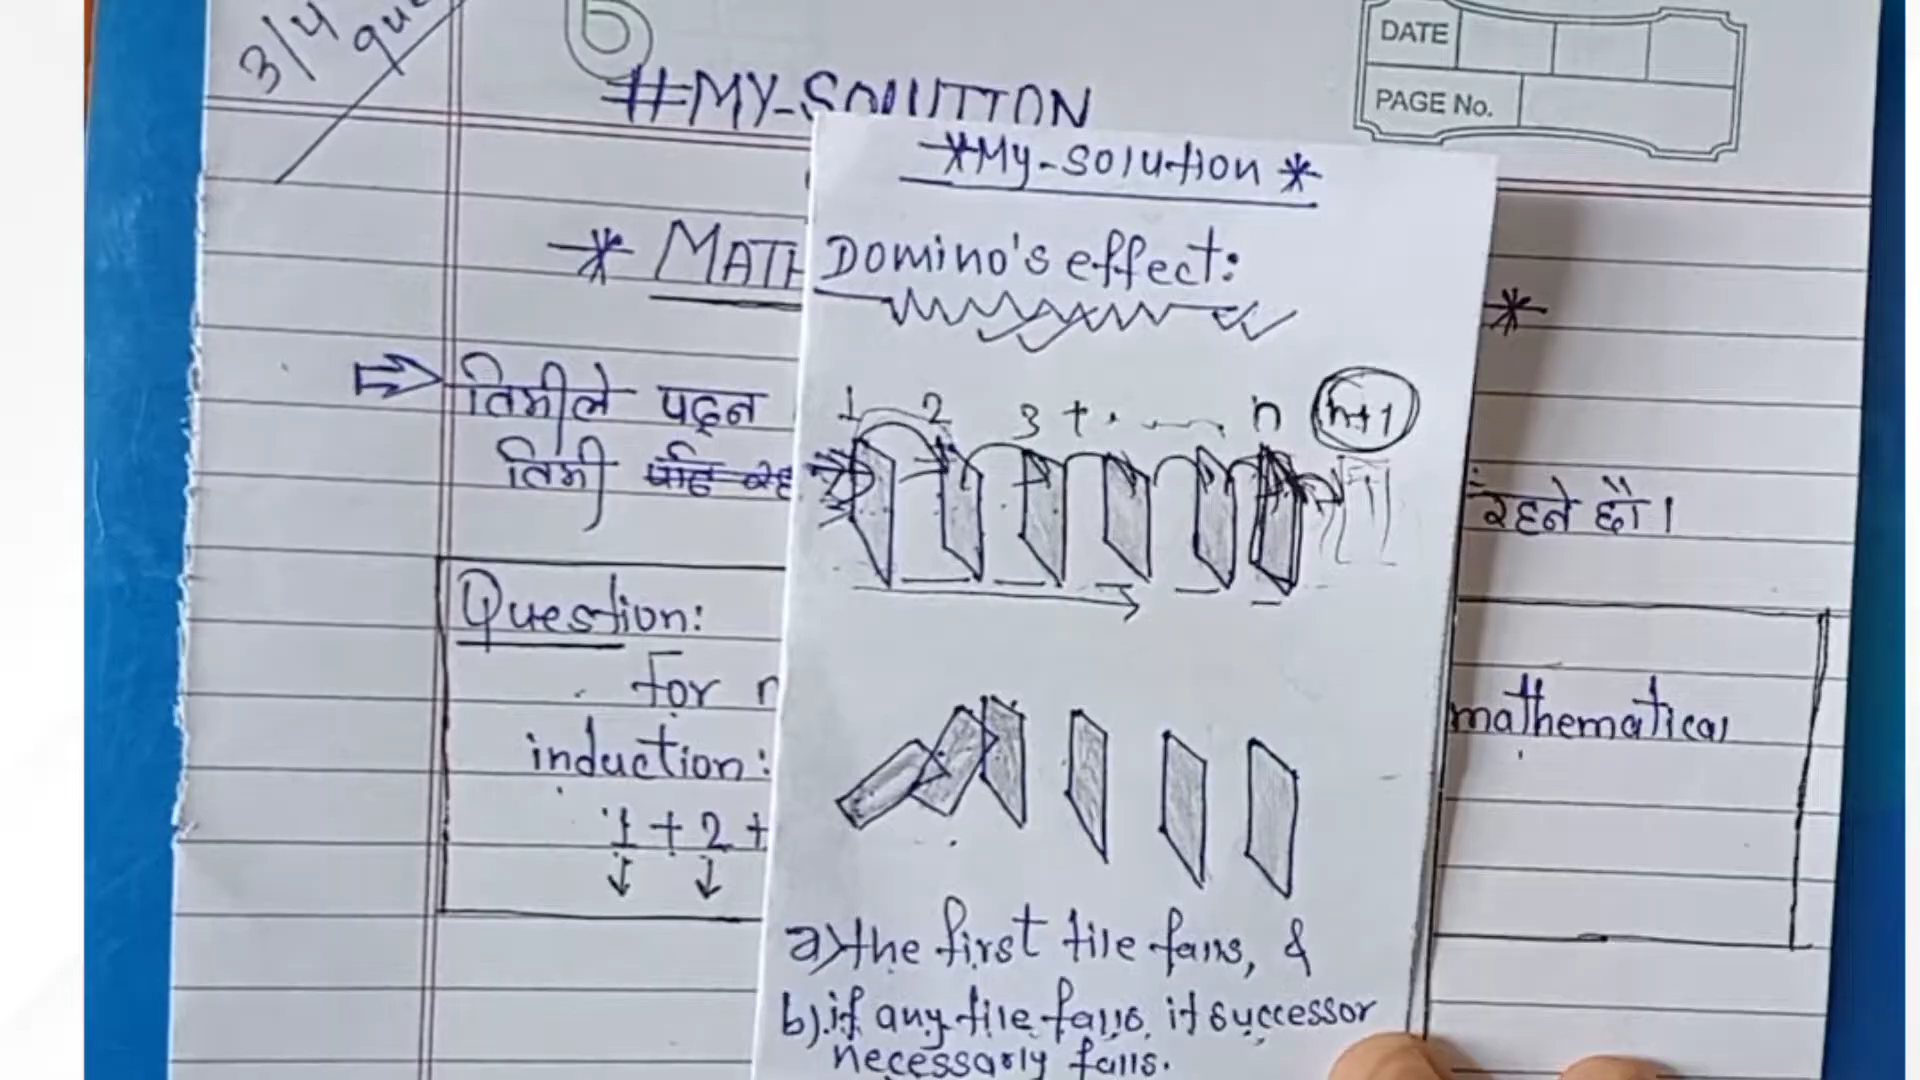 3/4
DATE
PAGE No.
#MY-SOLUTION
*My-solution*
* MATH
*
Domino's effect:
1 2 3 + . --- n n+1
तिमीले पढ्न
तिमी
रहने छौ।
Question:
For n
mathematical
induction:
1 + 2 +
a) the first tile falls, &
b). if any tile falls, it successor
necessarly falls.